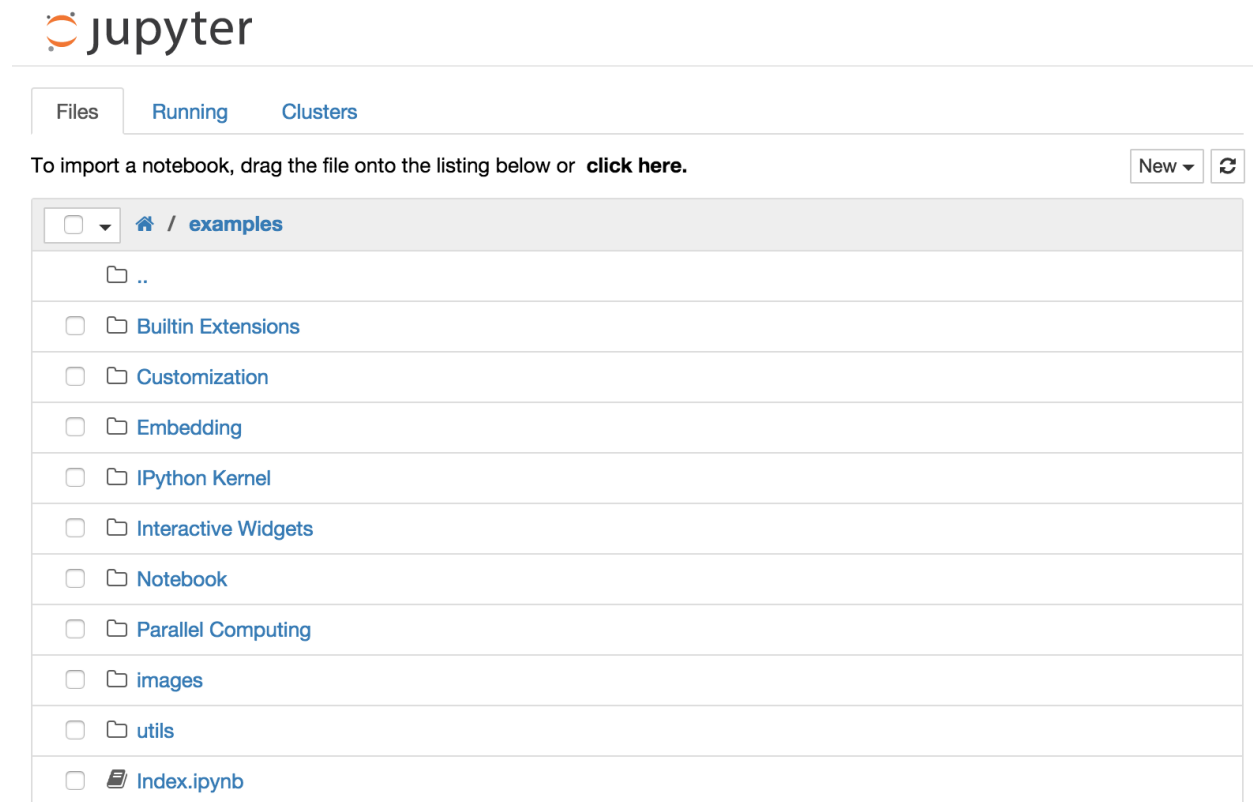 jupyter
Files Running Clusters
To import a notebook, drag the file onto the listing below or click here. New
/ examples
..
Builtin Extensions
Customization
Embedding
IPython Kernel
Interactive Widgets
Notebook
Parallel Computing
images
utils
Index.ipynb